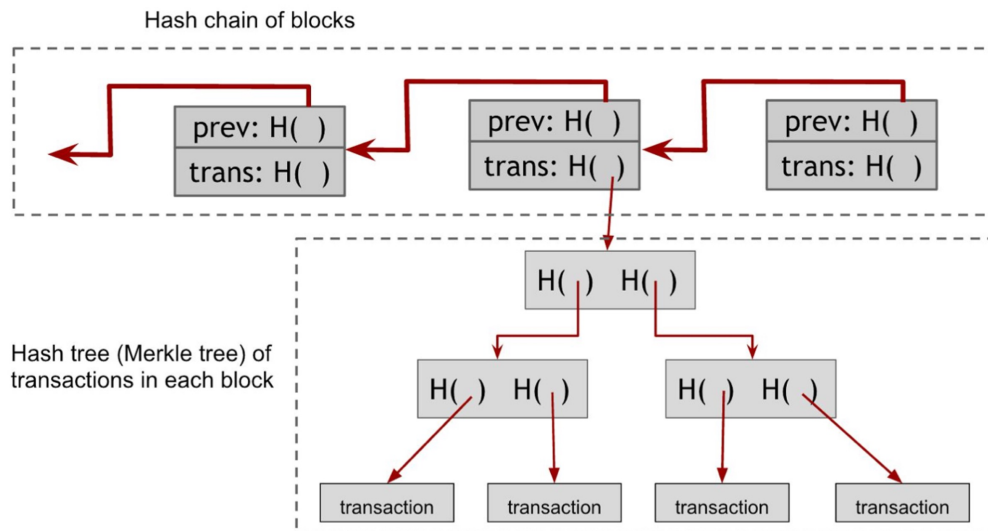 Hash chain of blocks
prev: H( )
trans: H( )
prev: H( )
trans: H( )
prev: H( )
trans: H( )
H( ) H( )
Hash tree (Merkle tree) of
transactions in each block
H( ) H( )
H( ) H( )
transaction
transaction
transaction
transaction